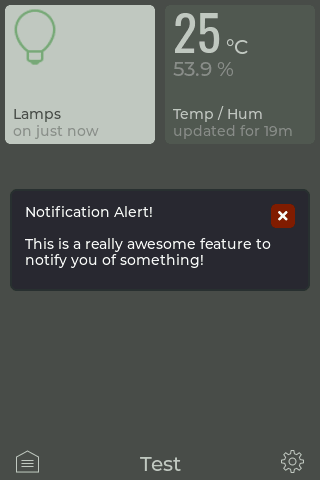 25 °C
53.9 %
Lamps
on just now
Temp / Hum
updated for 19m
Notification Alert!
This is a really awesome feature to
notify you of something!
Test